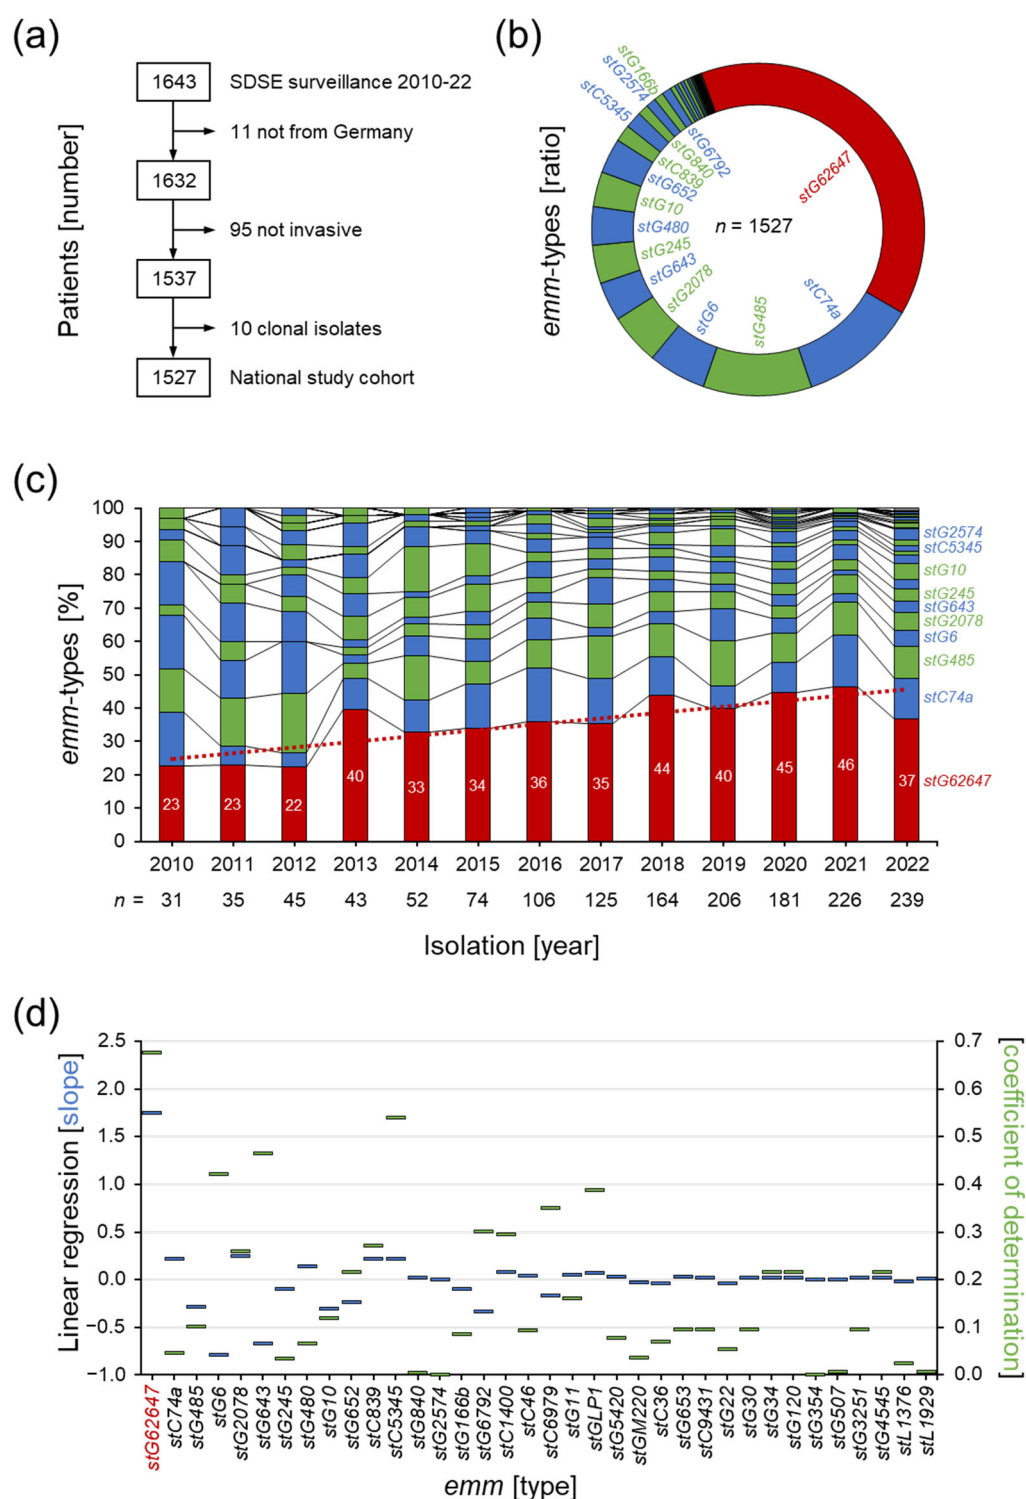 (a)
Patients [number]
1643 SDSE surveillance 2010-22
11 not from Germany
1632
95 not invasive
1537
10 clonal isolates
1527 National study cohort
(b)
emm-types [ratio]
stG166b
stG2574
stC5345
stG6792
stG840
stC839
stG652
stG10
stG480
stG245
stG643
stG2078
stG6
stG485
stC74a
stG62647
n = 1527
(c)
emm-types [%]
100
90
80
70
60
50
40
30
20
10
0
23 23 22 40 33 34 36 35 44 40 45 46 37
stG2574
stC5345
stG10
stG245
stG643
stG2078
stG6
stG485
stC74a
stG62647
2010 2011 2012 2013 2014 2015 2016 2017 2018 2019 2020 2021 2022
n = 31 35 45 43 52 74 106 125 164 206 181 226 239
Isolation [year]
(d)
Linear regression [slope]
2.5
2.0
1.5
1.0
0.5
0.0
−0.5
−1.0
0.7
0.6
0.5
0.4
0.3
0.2
0.1
0.0
[coefficient of determination]
stG62647
stC74a
stG485
stG6
stG2078
stG643
stG245
stG480
stG10
stG652
stC839
stC5345
stG840
stG2574
stG166b
stG6792
stC1400
stC46
stC6979
stG11
stGLP1
stG5420
stGM220
stC36
stG653
stC9431
stG22
stG30
stG34
stG120
stG354
stG507
stG3251
stG4545
stL1376
stL1929
emm [type]